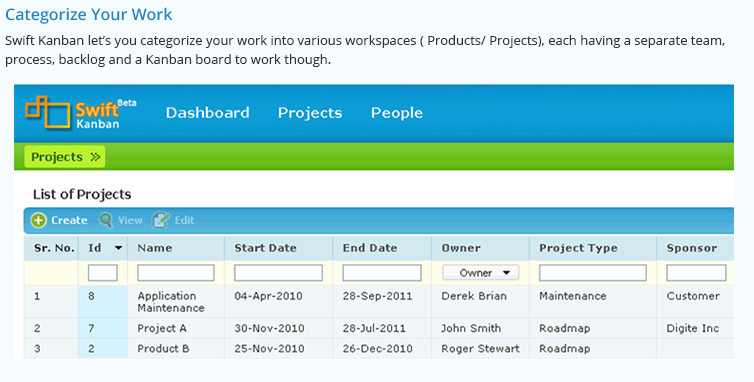 Categorize Your Work
Swift Kanban let’s you categorize your work into various workspaces ( Products/ Projects), each having a separate team,
process, backlog and a Kanban board to work though.
Swift Beta
Kanban
Dashboard Projects People
Projects »
List of Projects
Create View Edit
Sr. No. Id Name Start Date End Date Owner Project Type Sponsor
Owner
1 8 Application 04-Apr-2010 28-Sep-2011 Derek Brian Maintenance Customer
Maintenance
2 7 Project A 30-Nov-2010 28-Jul-2011 John Smith Roadmap Digite Inc
3 2 Product B 25-Nov-2010 26-Dec-2010 Roger Stewart Roadmap